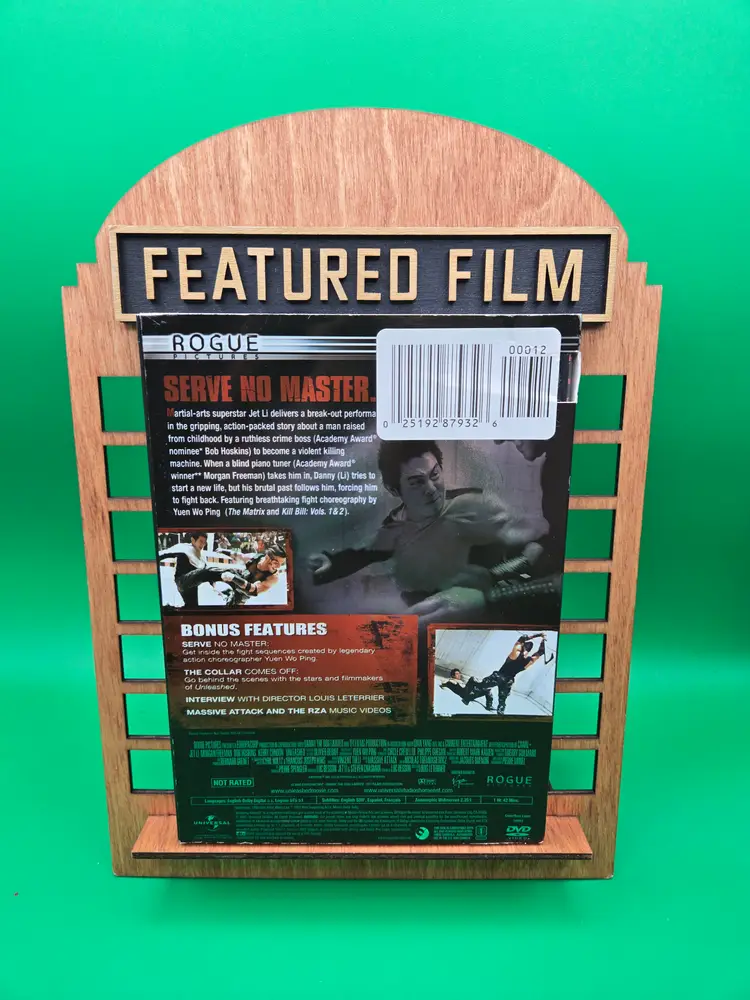 FEATURED FILM
ROGUE
PICTURES
00012
0 25192 87932 6
SERVE NO MASTER.
Martial-arts superstar Jet Li delivers a break-out performa
in the gripping, action-packed story about a man raised
from childhood by a ruthless crime boss (Academy Award®
nominee* Bob Hoskins) to become a violent killing
machine. When a blind piano tuner (Academy Award®
winner** Morgan Freeman) takes him in, Danny (Li) tries to
start a new life, but his brutal past follows him, forcing him
to fight back. Featuring breathtaking fight choreography by
Yuen Wo Ping (The Matrix and Kill Bill: Vols. 1 & 2).
BONUS FEATURES
SERVE NO MASTER:
Get inside the fight sequences created by legendary
action choreographer Yuen Wo Ping.
THE COLLAR COMES OFF:
Go behind the scenes with the stars and filmmakers
of Unleashed.
INTERVIEW WITH DIRECTOR LOUIS LETERRIER
MASSIVE ATTACK AND THE RZA MUSIC VIDEOS
NOT RATED
www.unleashedmovie.com
www.universalstudioshomeent.com
ROGUE
UNIVERSAL
DVD